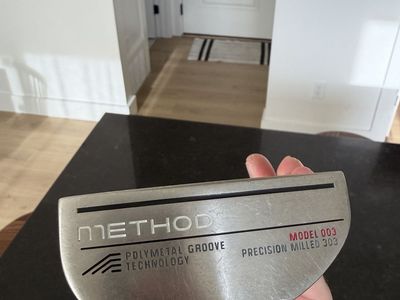 METHOD
POLYMETAL GROOVE
TECHNOLOGY
MODEL 003
PRECISION MILLED 303